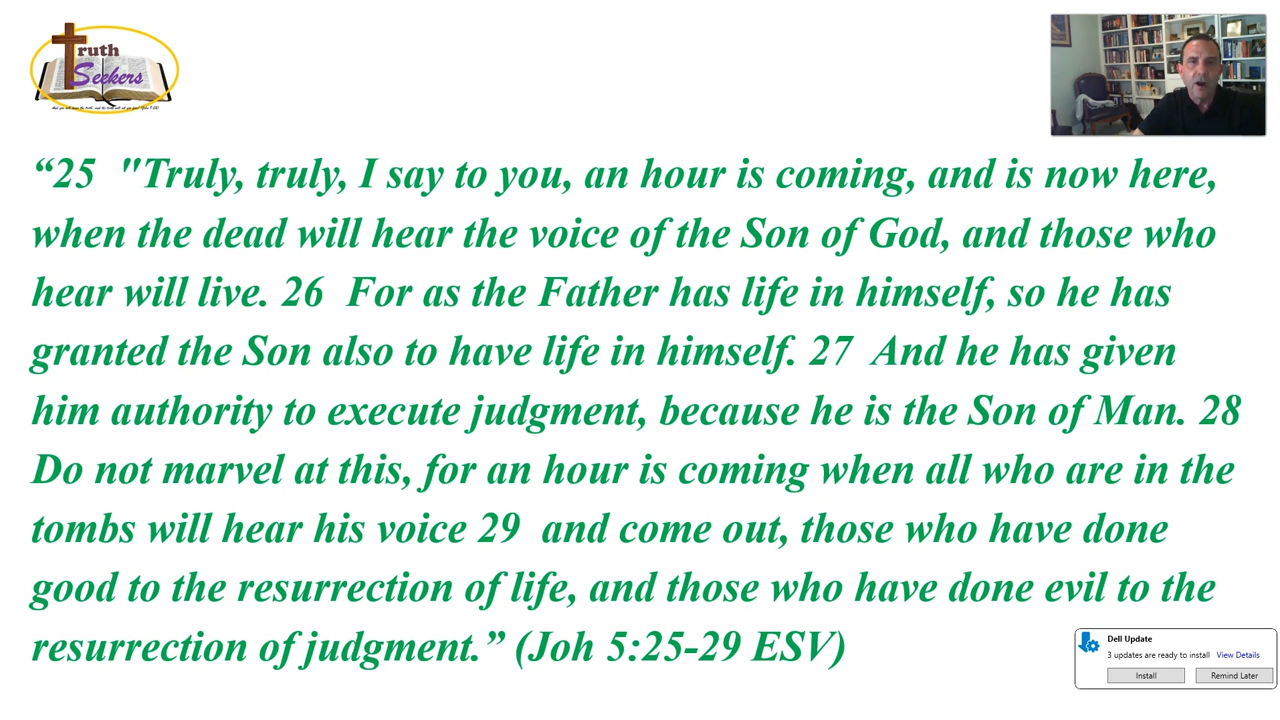 Truth
Seekers
“25 "Truly, truly, I say to you, an hour is coming, and is now here,
when the dead will hear the voice of the Son of God, and those who
hear will live. 26 For as the Father has life in himself, so he has
granted the Son also to have life in himself. 27 And he has given
him authority to execute judgment, because he is the Son of Man. 28
Do not marvel at this, for an hour is coming when all who are in the
tombs will hear his voice 29 and come out, those who have done
good to the resurrection of life, and those who have done evil to the
resurrection of judgment.” (Joh 5:25-29 ESV)
Dell Update
3 updates are ready to install View Details
Install Remind Later